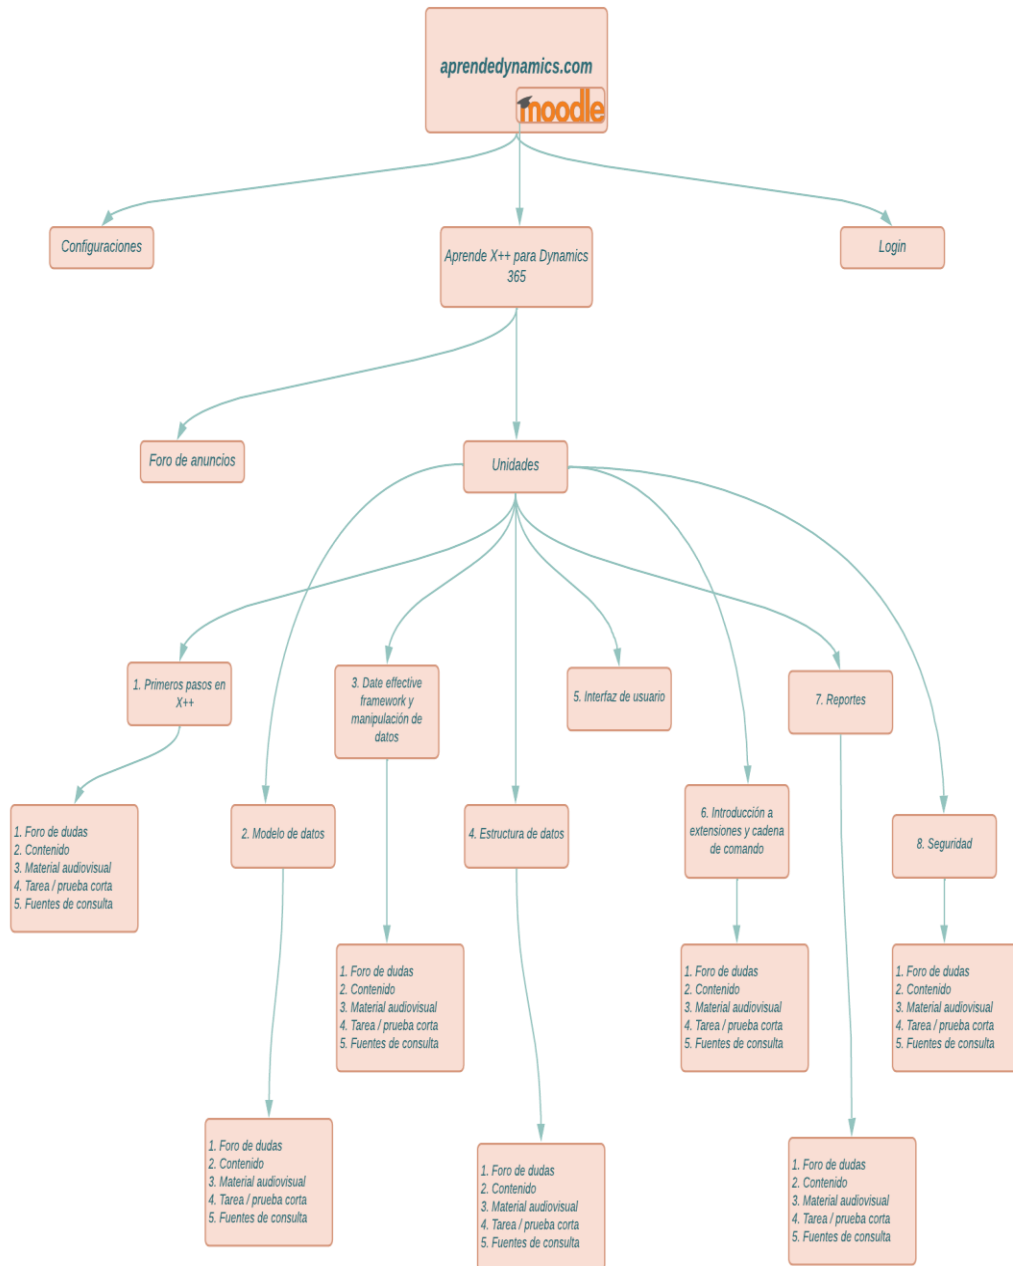 aprendedynamics.com
moodle
Configuraciones
Aprende X++ para Dynamics
365
Login
Foro de anuncios
Unidades
1. Primeros pasos en
X++
3. Date effective
framework y
manipulación de
datos
5. Interfaz de usuario
7. Reportes
2. Modelo de datos
4. Estructura de datos
6. Introducción a
extensiones y cadena
de comando
8. Seguridad
1. Foro de dudas
2. Contenido
3. Material audiovisual
4. Tarea / prueba corta
5. Fuentes de consulta
1. Foro de dudas
2. Contenido
3. Material audiovisual
4. Tarea / prueba corta
5. Fuentes de consulta
1. Foro de dudas
2. Contenido
3. Material audiovisual
4. Tarea / prueba corta
5. Fuentes de consulta
1. Foro de dudas
2. Contenido
3. Material audiovisual
4. Tarea / prueba corta
5. Fuentes de consulta
1. Foro de dudas
2. Contenido
3. Material audiovisual
4. Tarea / prueba corta
5. Fuentes de consulta
1. Foro de dudas
2. Contenido
3. Material audiovisual
4. Tarea / prueba corta
5. Fuentes de consulta
1. Foro de dudas
2. Contenido
3. Material audiovisual
4. Tarea / prueba corta
5. Fuentes de consulta